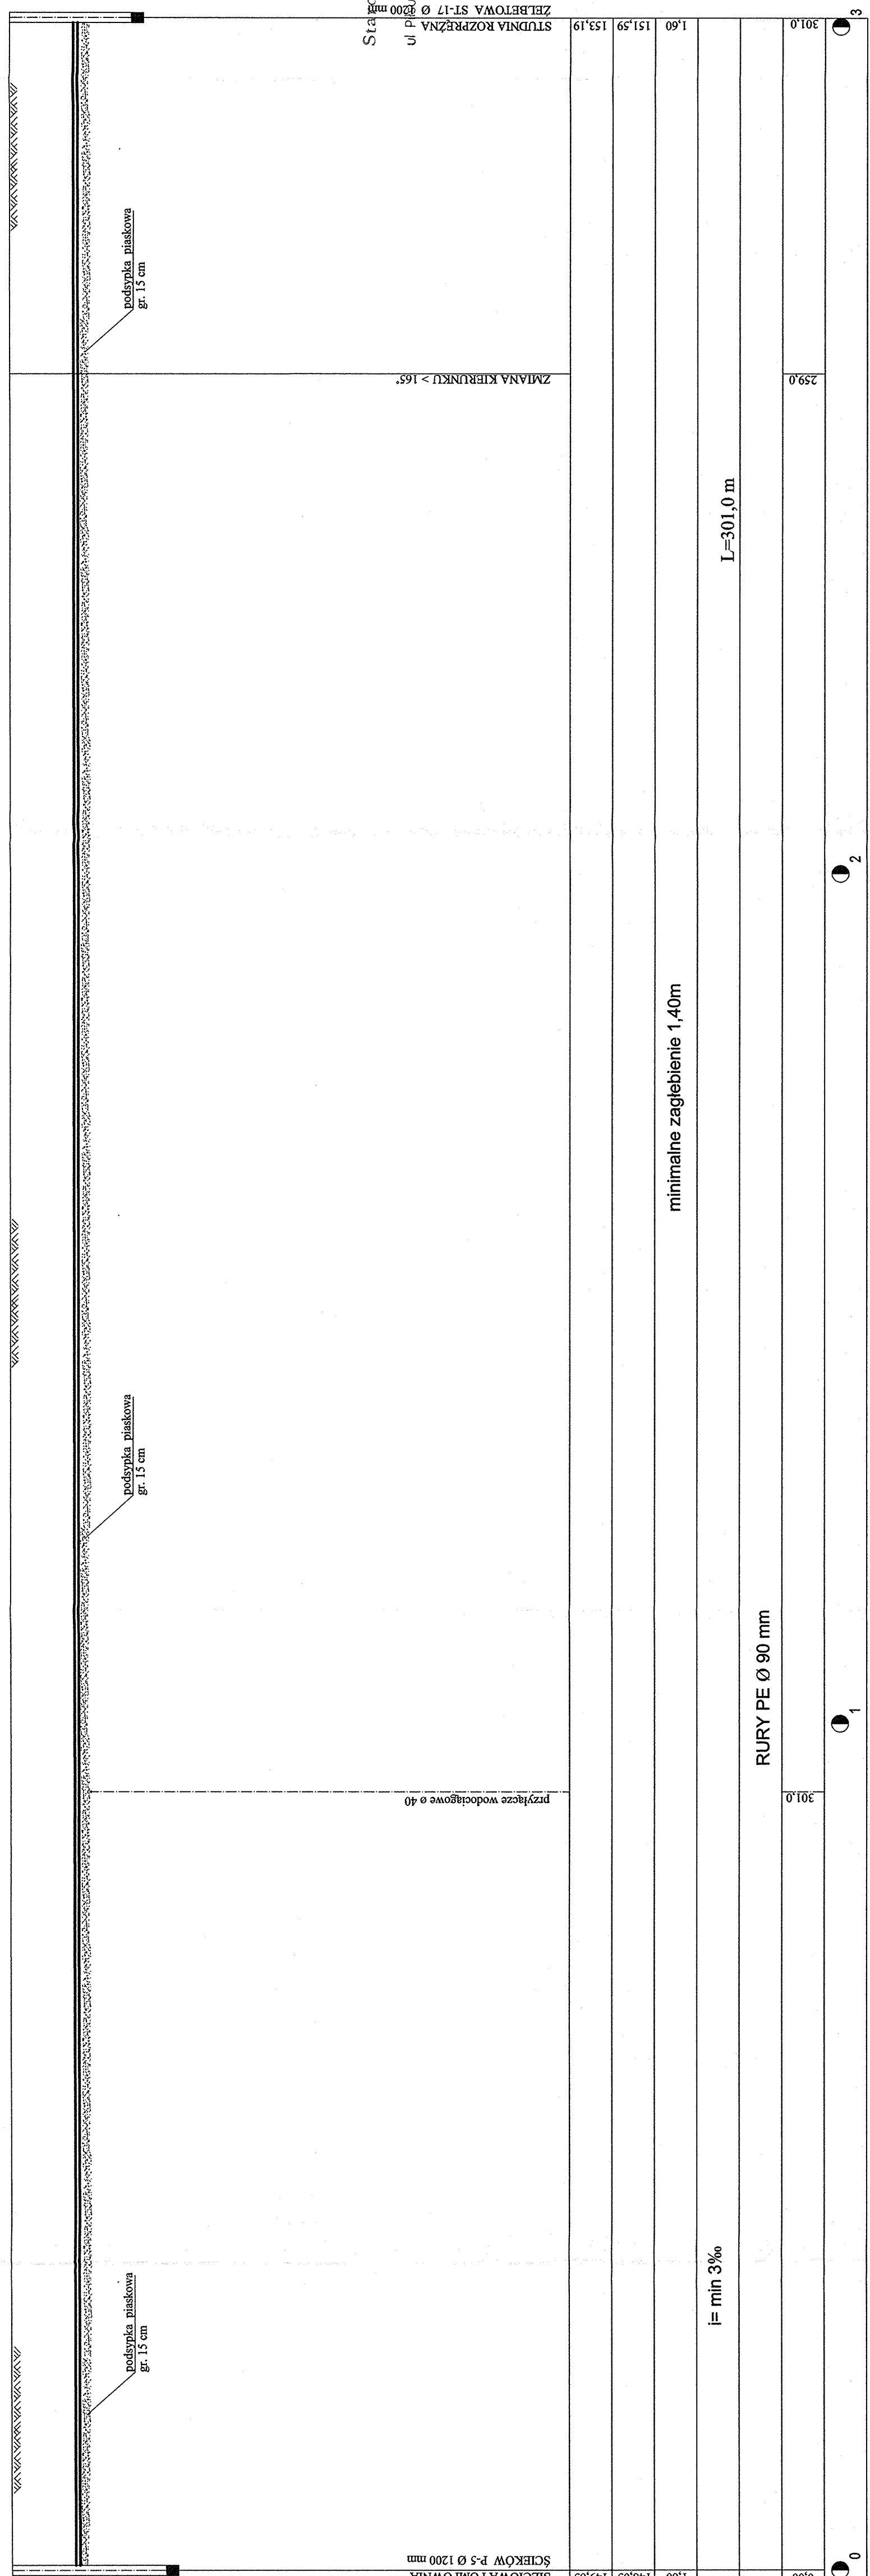 ŚCIEKÓW P-5 Ø 1200 mm
przyłącze wodociągowe ø 40
ZMIANA KIERUNKU > 165°
STUDNIA ROZPRĘŻNA
ŻELBETOWA ST-17 Ø 1200 mm
podsypka piaskowa
gr. 15 cm
podsypka piaskowa
gr. 15 cm
podsypka piaskowa
gr. 15 cm
153,19
151,59
1,60
minimalne zagłebienie 1,40m
i= min 3‰
L=301,0 m
RURY PE Ø 90 mm
301,0
259,0
301,0
0
1
2
3